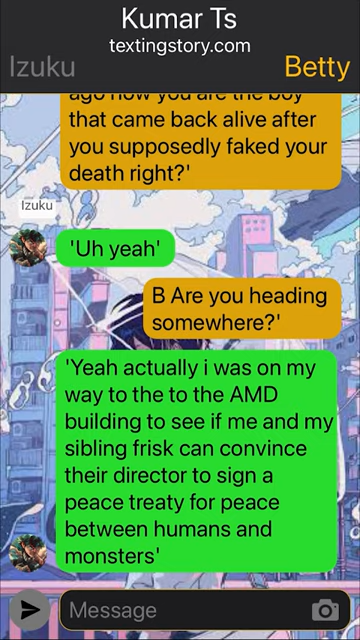 Kumar Ts
textingstory.com
Izuku
Betty
ago now you are the boy
that came back alive after
you supposedly faked your
death right?'
Izuku
'Uh yeah'
B Are you heading
somewhere?'
'Yeah actually i was on my
way to the to the AMD
building to see if me and my
sibling frisk can convince
their director to sign a
peace treaty for peace
between humans and
monsters'
Message